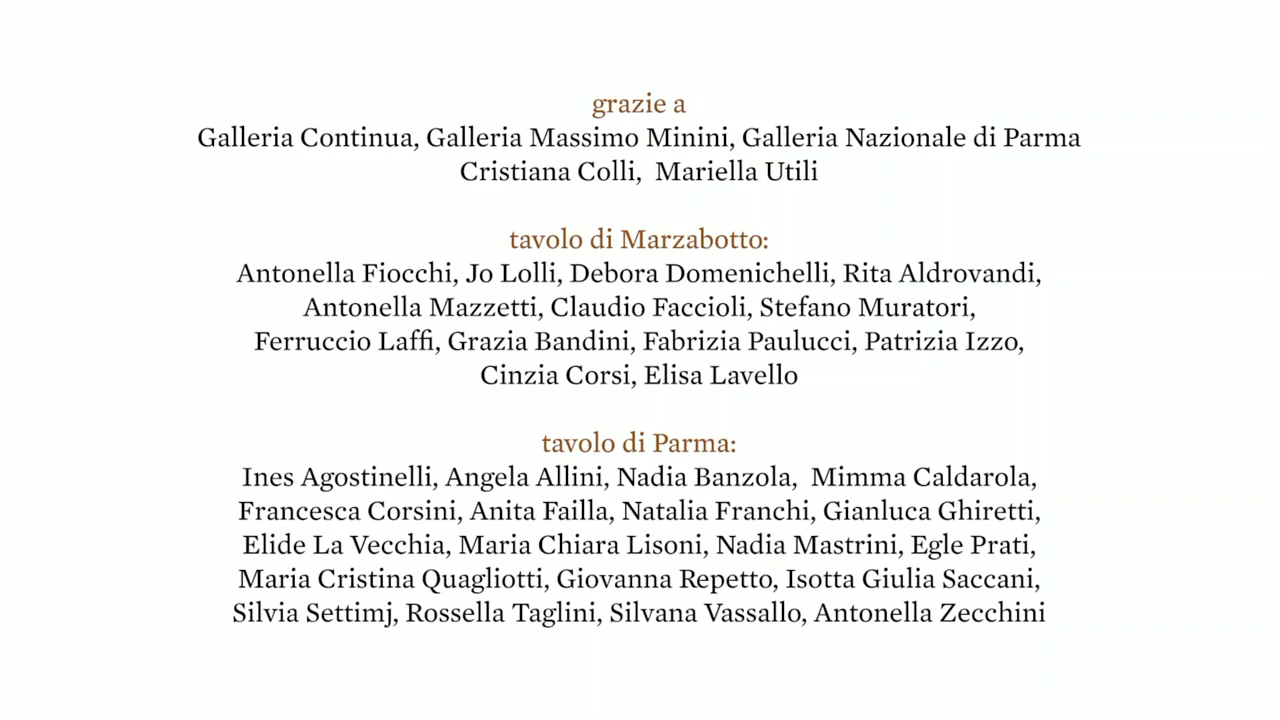 grazie a
Galleria Continua, Galleria Massimo Minini, Galleria Nazionale di Parma
Cristiana Colli, Mariella Utili
tavolo di Marzabotto:
Antonella Fiocchi, Jo Lolli, Debora Domenichelli, Rita Aldrovandi,
Antonella Mazzetti, Claudio Faccioli, Stefano Muratori,
Ferruccio Laffi, Grazia Bandini, Fabrizia Paulucci, Patrizia Izzo,
Cinzia Corsi, Elisa Lavello
tavolo di Parma:
Ines Agostinelli, Angela Allini, Nadia Banzola, Mimma Caldarola,
Francesca Corsini, Anita Failla, Natalia Franchi, Gianluca Ghiretti,
Elide La Vecchia, Maria Chiara Lisoni, Nadia Mastrini, Egle Prati,
Maria Cristina Quagliotti, Giovanna Repetto, Isotta Giulia Saccani,
Silvia Settimj, Rossella Taglini, Silvana Vassallo, Antonella Zecchini